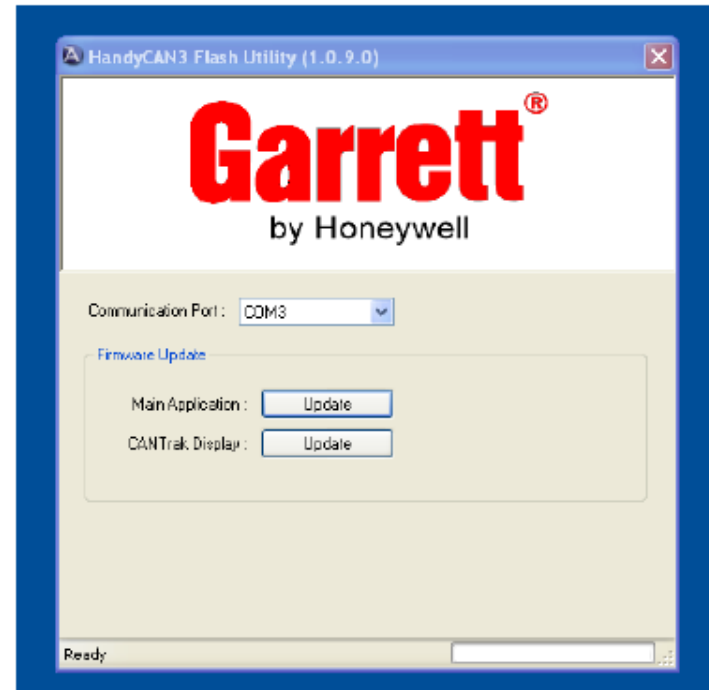 HandyCAN3 Flash Utility (1.0.9.0)
Garrett®
by Honeywell
Communication Port : COM3
Firmware Update
Main Application : Update
CANTrak Display : Update
Ready